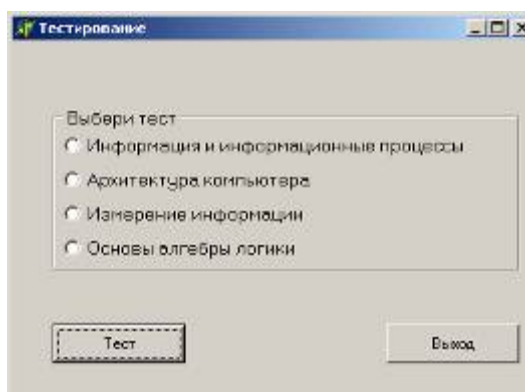 Тестирование
Выбери тест
Информация и информационные процессы
Архитектура компьютера
Измерение информации
Основы алгебры логики
Тест
Выход